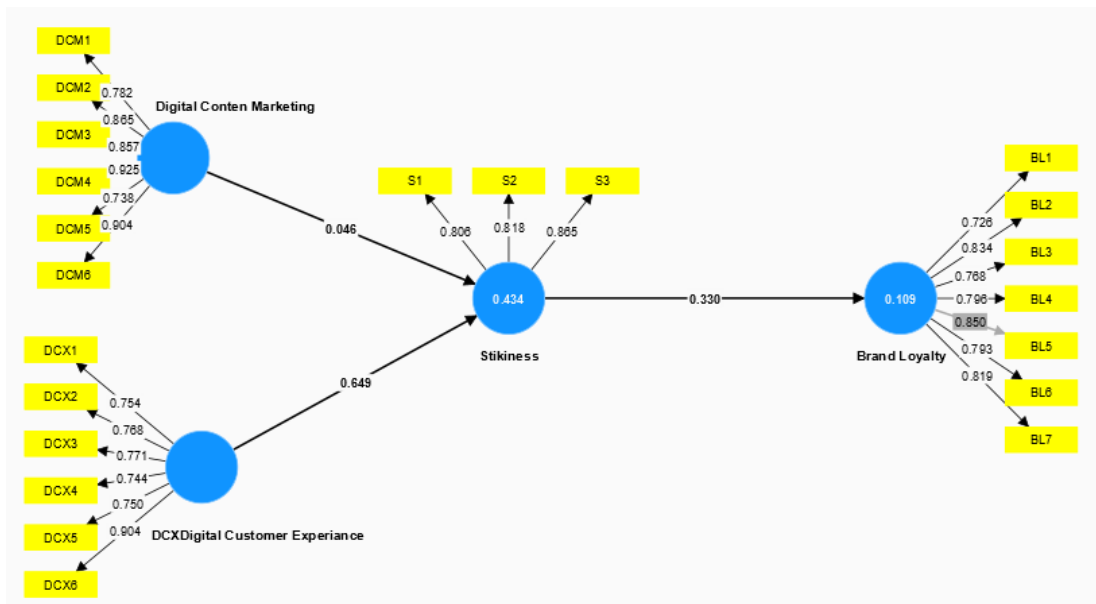 DCM1
DCM2
DCM3
DCM4
DCM5
DCM6
0.782
0.865
0.857
0.925
0.738
0.904
Digital Conten Marketing
0.046
S1
S2
S3
0.806
0.818
0.865
0.434
Stikiness
0.330
DCX1
DCX2
DCX3
DCX4
DCX5
DCX6
0.754
0.768
0.771
0.744
0.750
0.904
DCXDigital Customer Experiance
0.649
0.109
Brand Loyalty
0.726
0.834
0.768
0.796
0.850
0.793
0.819
BL1
BL2
BL3
BL4
BL5
BL6
BL7